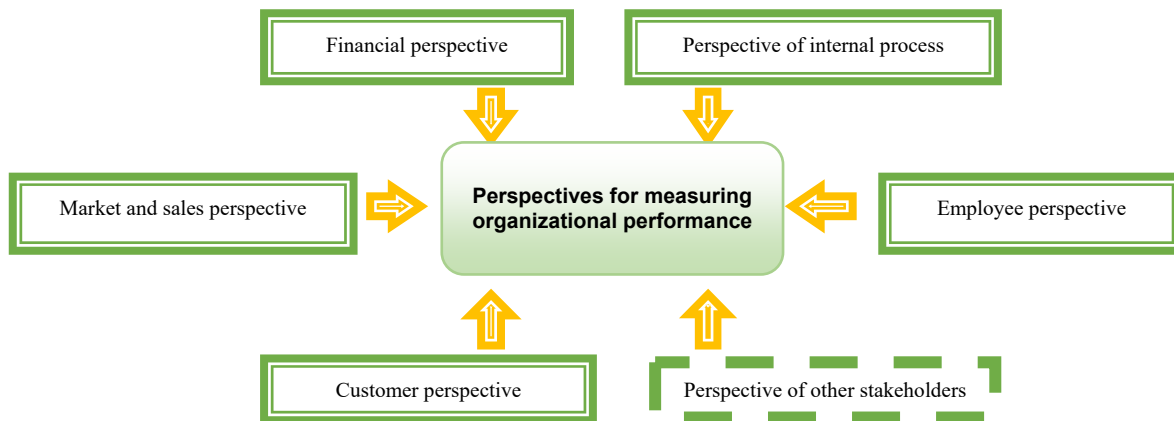 Financial perspective
Perspective of internal process
Market and sales perspective
Perspectives for measuring
organizational performance
Employee perspective
Customer perspective
Perspective of other stakeholders